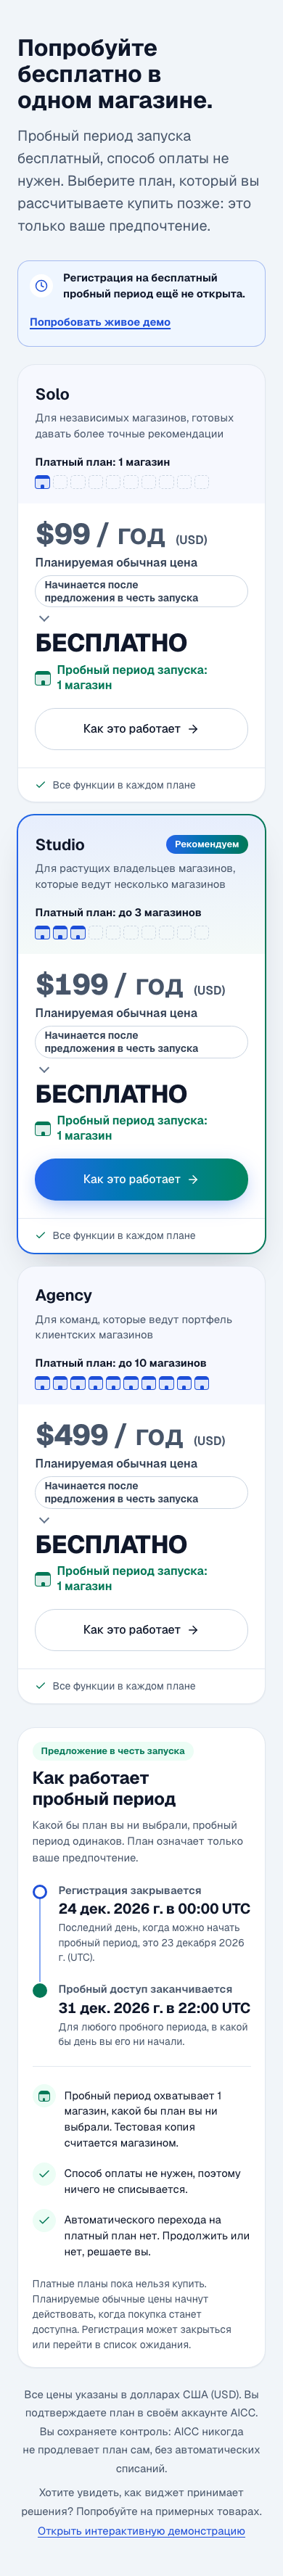 Попробуйте
бесплатно в
одном магазине.
Пробный период запуска
бесплатный, способ оплаты не
нужен. Выберите план, который вы
рассчитываете купить позже: это
только ваше предпочтение.
Регистрация на бесплатный
пробный период ещё не открыта.
Попробовать живое демо
Solo
Для независимых магазинов, готовых
давать более точные рекомендации
Платный план: 1 магазин
$99 / год (USD)
Планируемая обычная цена
Начинается после
предложения в честь запуска
БЕСПЛАТНО
Пробный период запуска:
1 магазин
Как это работает →
Все функции в каждом плане
Studio
Рекомендуем
Для растущих владельцев магазинов,
которые ведут несколько магазинов
Платный план: до 3 магазинов
$199 / год (USD)
Планируемая обычная цена
Начинается после
предложения в честь запуска
БЕСПЛАТНО
Пробный период запуска:
1 магазин
Как это работает →
Все функции в каждом плане
Agency
Для команд, которые ведут портфель
клиентских магазинов
Платный план: до 10 магазинов
$499 / год (USD)
Планируемая обычная цена
Начинается после
предложения в честь запуска
БЕСПЛАТНО
Пробный период запуска:
1 магазин
Как это работает →
Все функции в каждом плане
Предложение в честь запуска
Как работает
пробный период
Какой бы план вы ни выбрали, пробный
период одинаков. План означает только
ваше предпочтение.
Регистрация закрывается
24 дек. 2026 г. в 00:00 UTC
Последний день, когда можно начать
пробный период, это 23 декабря 2026
г. (UTC).
Пробный доступ заканчивается
31 дек. 2026 г. в 22:00 UTC
Для любого пробного периода, в какой
бы день вы его ни начали.
Пробный период охватывает 1
магазин, какой бы план вы ни
выбрали. Тестовая копия
считается магазином.
Способ оплаты не нужен, поэтому
ничего не списывается.
Автоматического перехода на
платный план нет. Продолжить или
нет, решаете вы.
Платные планы пока нельзя купить.
Планируемые обычные цены начнут
действовать, когда покупка станет
доступна. Регистрация может закрыться
или перейти в список ожидания.
Все цены указаны в долларах США (USD). Вы
подтверждаете план в своём аккаунте AICC.
Вы сохраняете контроль: AICC никогда
не продлевает план сам, без автоматических
списаний.
Хотите увидеть, как виджет принимает
решения? Попробуйте на примерных товарах.
Открыть интерактивную демонстрацию